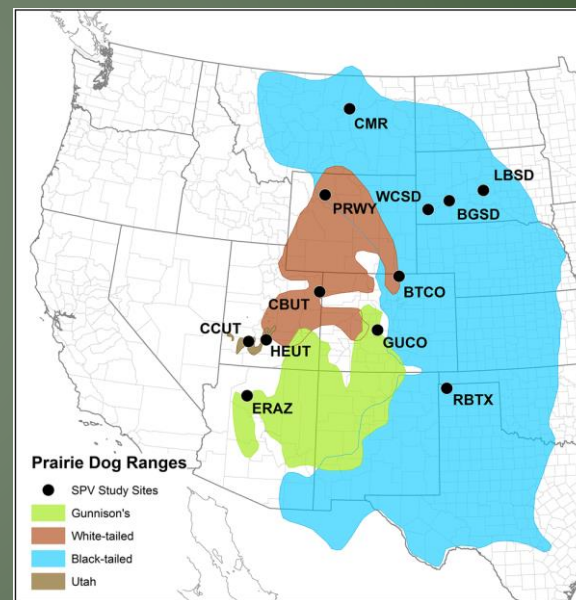 CMR
LBSD
WCSD
PRWY
BGSD
BTCO
CBUT
CCUT
GUCO
HEUT
RBTX
ERAZ
Prairie Dog Ranges
SPV Study Sites
Gunnison's
White-tailed
Black-tailed
Utah